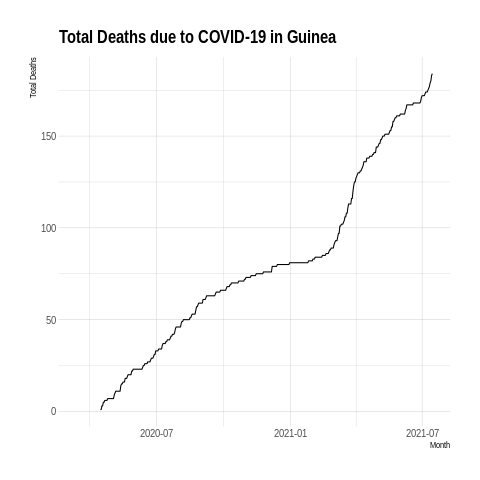 Total Deaths due to COVID-19 in Guinea
Total Deaths
150
100
50
0
2020-07
2021-01
2021-07
Month